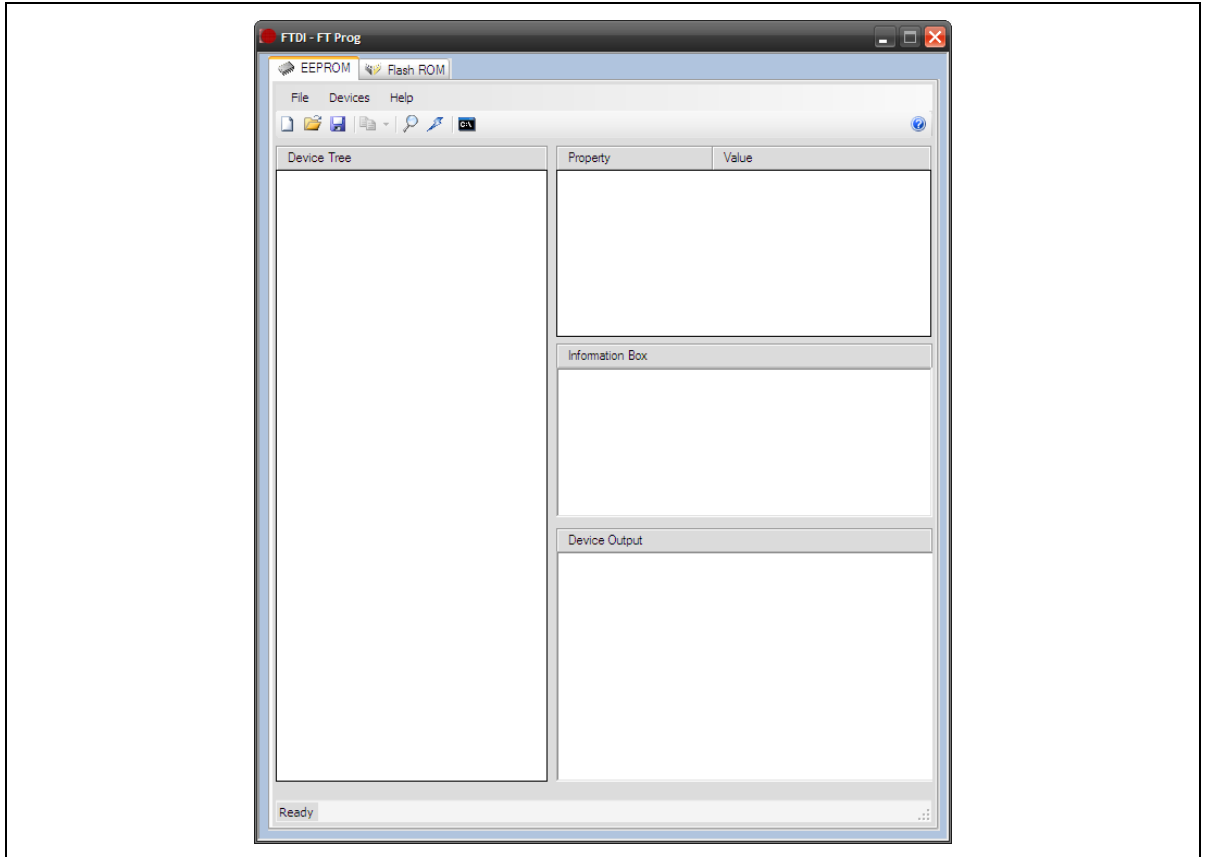 FTDI - FT Prog
EEPROM Flash ROM
File Devices Help
C:\
Device Tree
Property Value
Information Box
Device Output
Ready